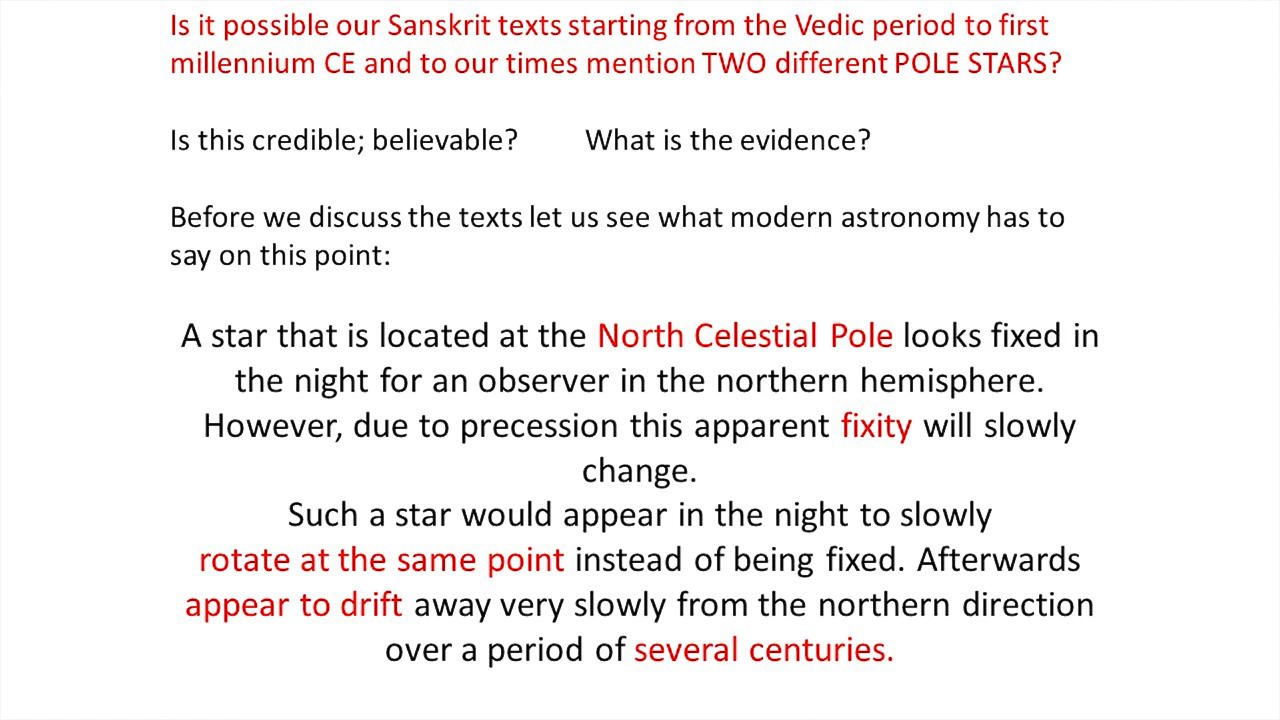 Is it possible our Sanskrit texts starting from the Vedic period to first
millennium CE and to our times mention TWO different POLE STARS?
Is this credible; believable? What is the evidence?
Before we discuss the texts let us see what modern astronomy has to
say on this point:
A star that is located at the North Celestial Pole looks fixed in
the night for an observer in the northern hemisphere.
However, due to precession this apparent fixity will slowly
change.
Such a star would appear in the night to slowly
rotate at the same point instead of being fixed. Afterwards
appear to drift away very slowly from the northern direction
over a period of several centuries.